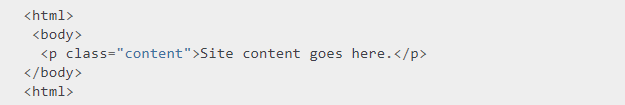 <html>
<body>
<p class="content">Site content goes here.</p>
</body>
<html>